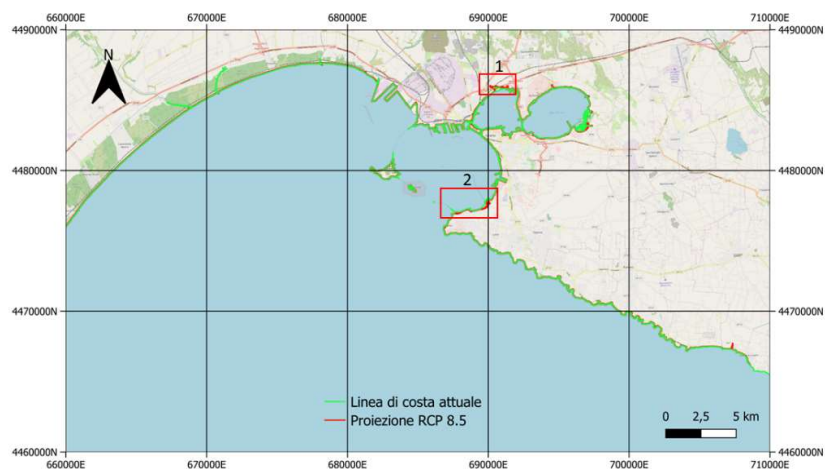 660000E 670000E 680000E 690000E 700000E 710000E
4490000N 4490000N
N
1
4480000N 4480000N
2
4470000N 4470000N
Linea di costa attuale
Proiezione RCP 8.5
0 2,5 5 km
4460000N 4460000N
660000E 670000E 680000E 690000E 700000E 710000E